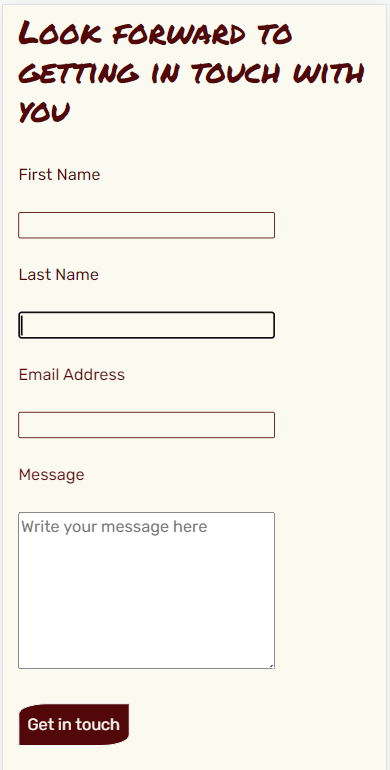 Look forward to
getting in touch with
you
First Name
Last Name
Email Address
Message
Write your message here
Get in touch